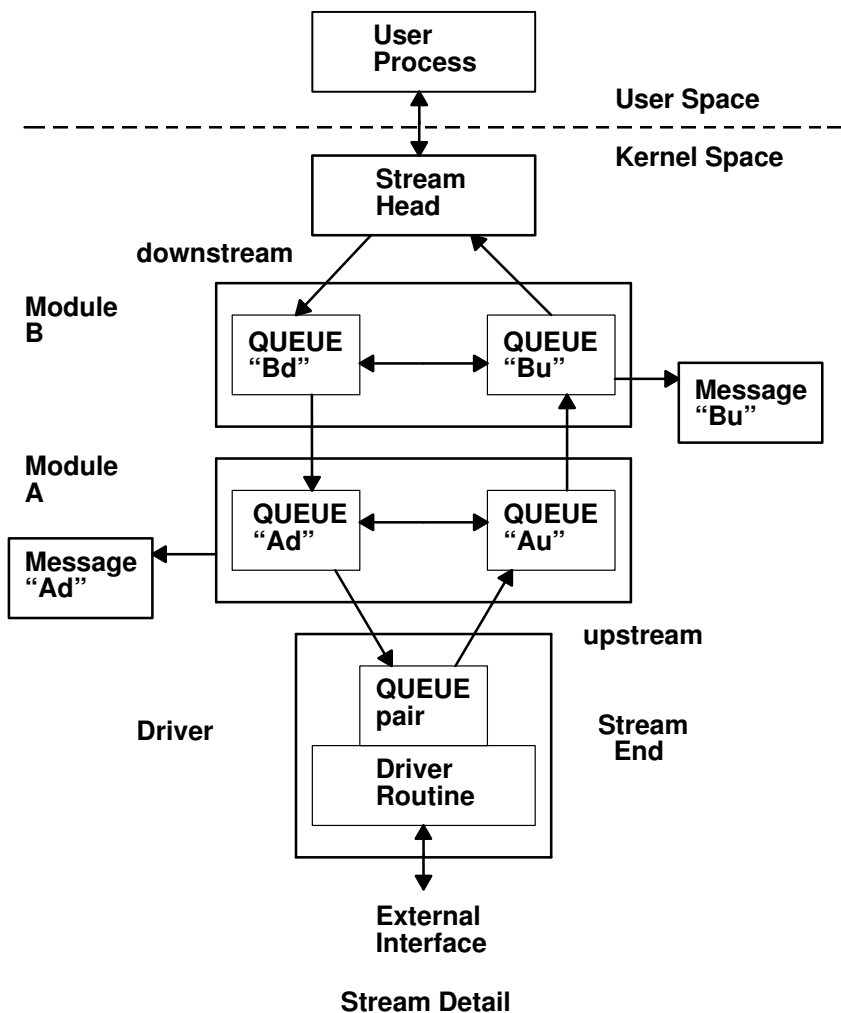 User
Process
User Space
Kernel Space
Stream
Head
downstream
Module
B
QUEUE
“Bd”
QUEUE
“Bu”
Message
“Bu”
Module
A
QUEUE
“Ad”
QUEUE
“Au”
Message
“Ad”
upstream
QUEUE
pair
Driver
Stream
End
Driver
Routine
External
Interface
Stream Detail